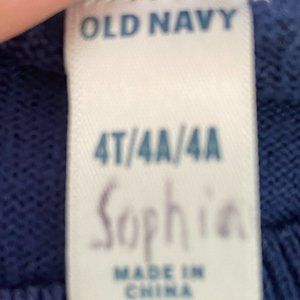 OLD NAVY
4T/4A/4A
Sophia
MADE IN
CHINA